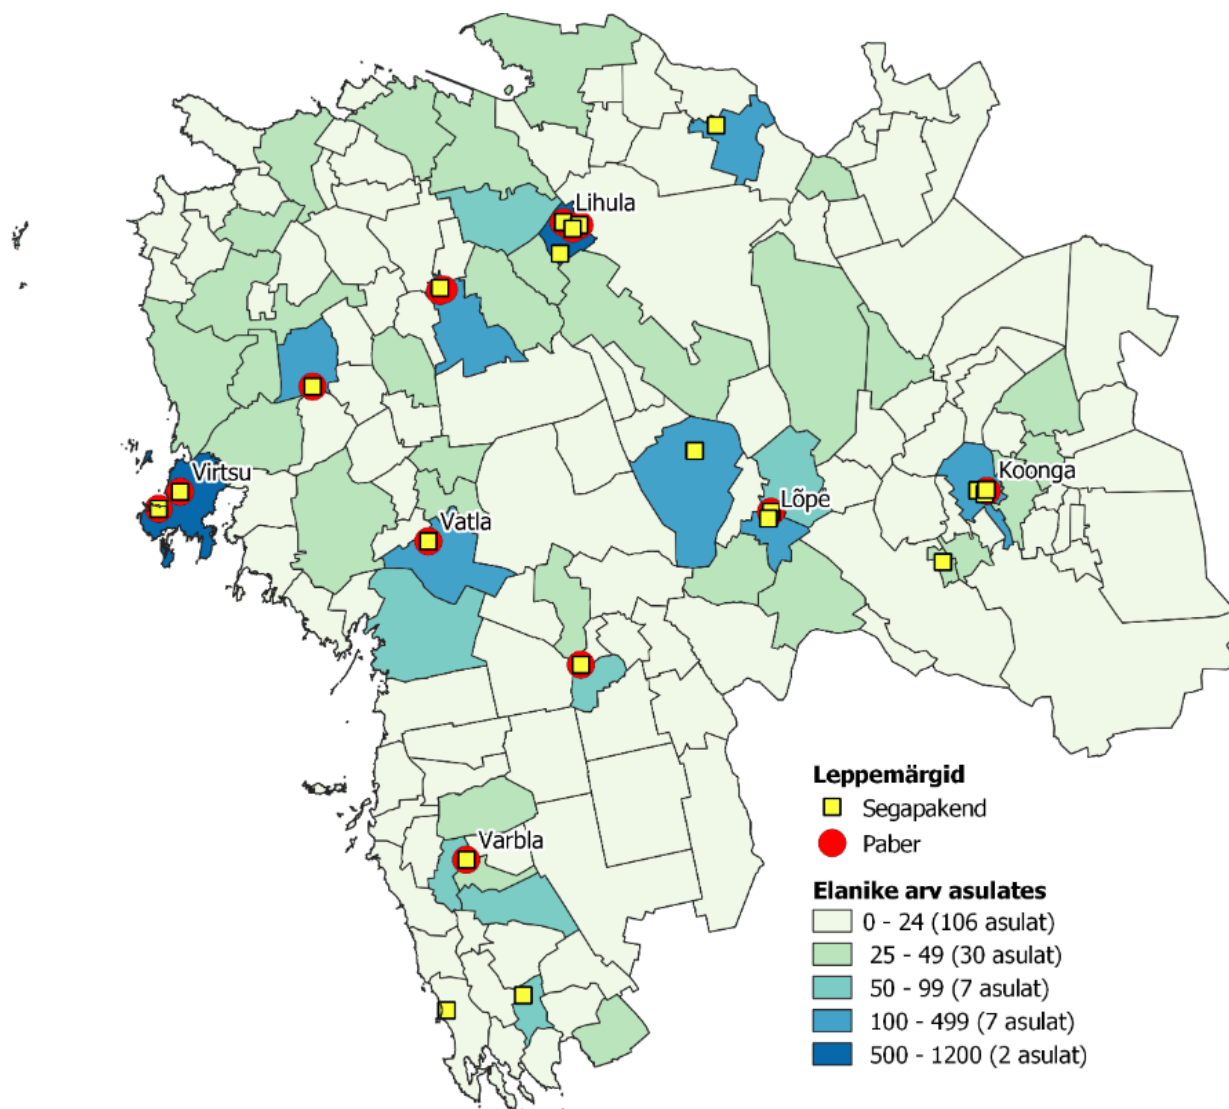 Lihula
Virtsu
Koonga
Lõpe
Vatla
Varbla
Leppemärgid
Segapakend
Paber
Elanike arv asulates
0 - 24 (106 asulat)
25 - 49 (30 asulat)
50 - 99 (7 asulat)
100 - 499 (7 asulat)
500 - 1200 (2 asulat)